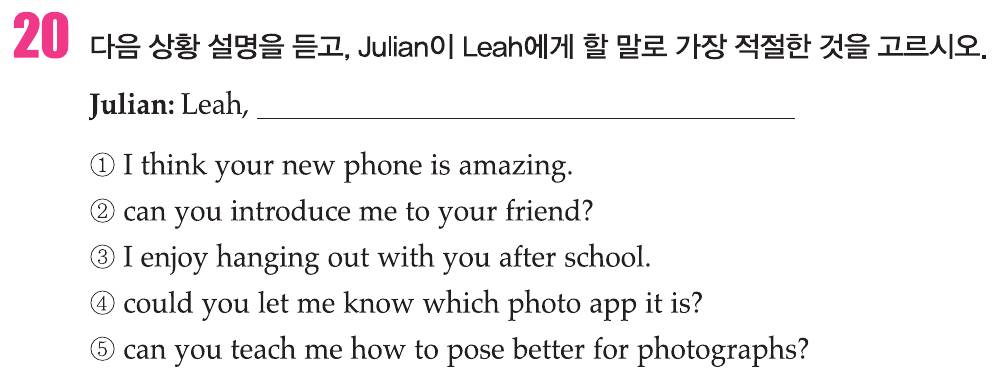 20 다음 상황 설명을 듣고, Julian이 Leah에게 할 말로 가장 적절한 것을 고르시오.
Julian: Leah, ____________________
① I think your new phone is amazing.
② can you introduce me to your friend?
③ I enjoy hanging out with you after school.
④ could you let me know which photo app it is?
⑤ can you teach me how to pose better for photographs?